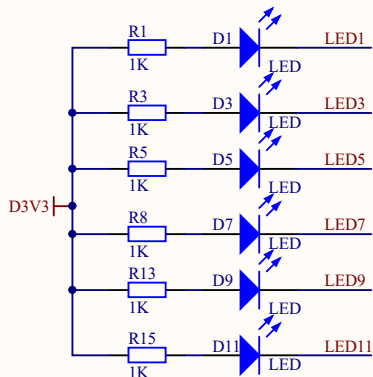 R1 D1 LED1
1K LED
R3 D3 LED3
1K LED
R5 D5 LED5
1K LED
D3V3
R8 D7 LED7
1K LED
R13 D9 LED9
1K LED
R15 D11 LED11
1K LED